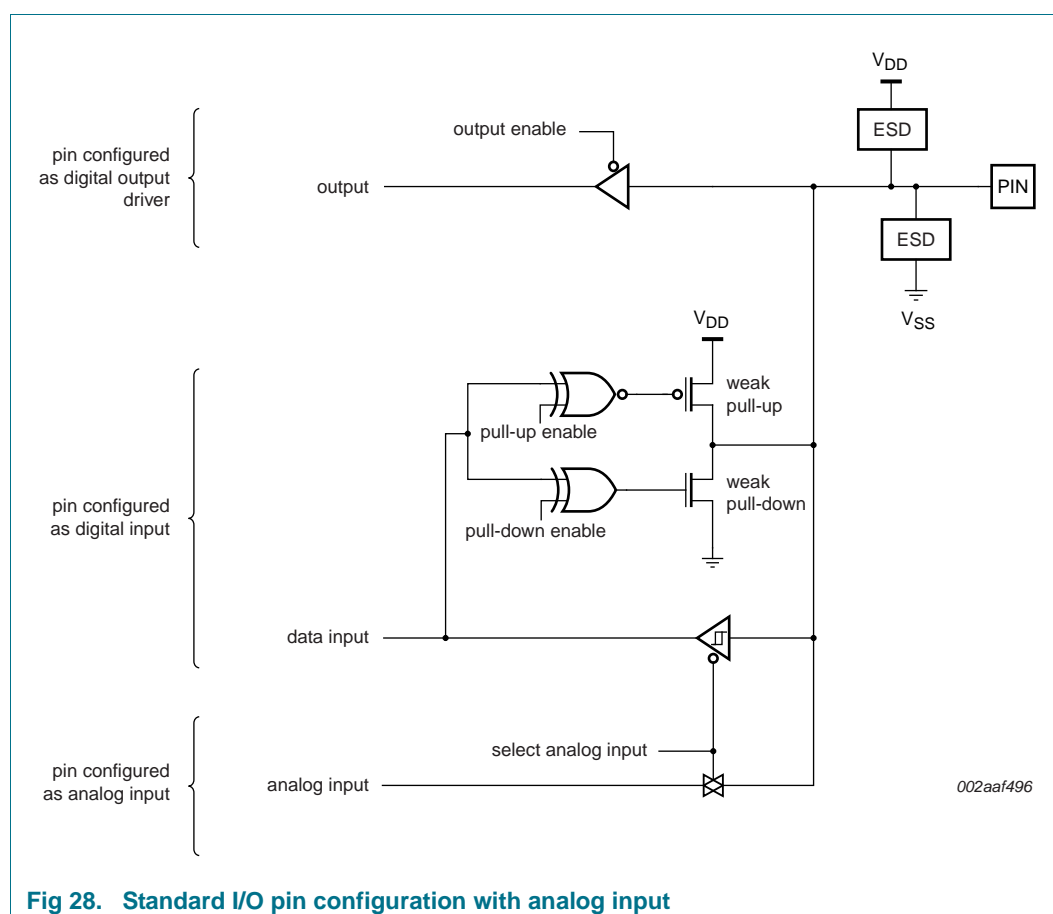 VDD
ESD
output enable
pin configured
as digital output
driver
output
PIN
ESD
VSS
VDD
weak
pull-up
pull-up enable
pin configured
as digital input
weak
pull-down
pull-down enable
data input
select analog input
pin configured
as analog input
analog input
002aaf496
Fig 28. Standard I/O pin configuration with analog input